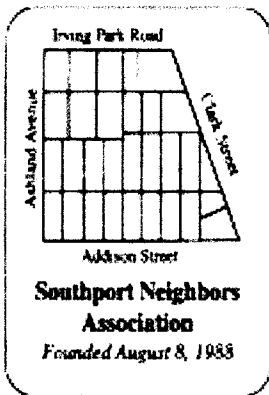 Irving Park Road
Ashland Avenue
Clark Street
Addison Street
Southport Neighbors
Association
Founded August 8, 1988